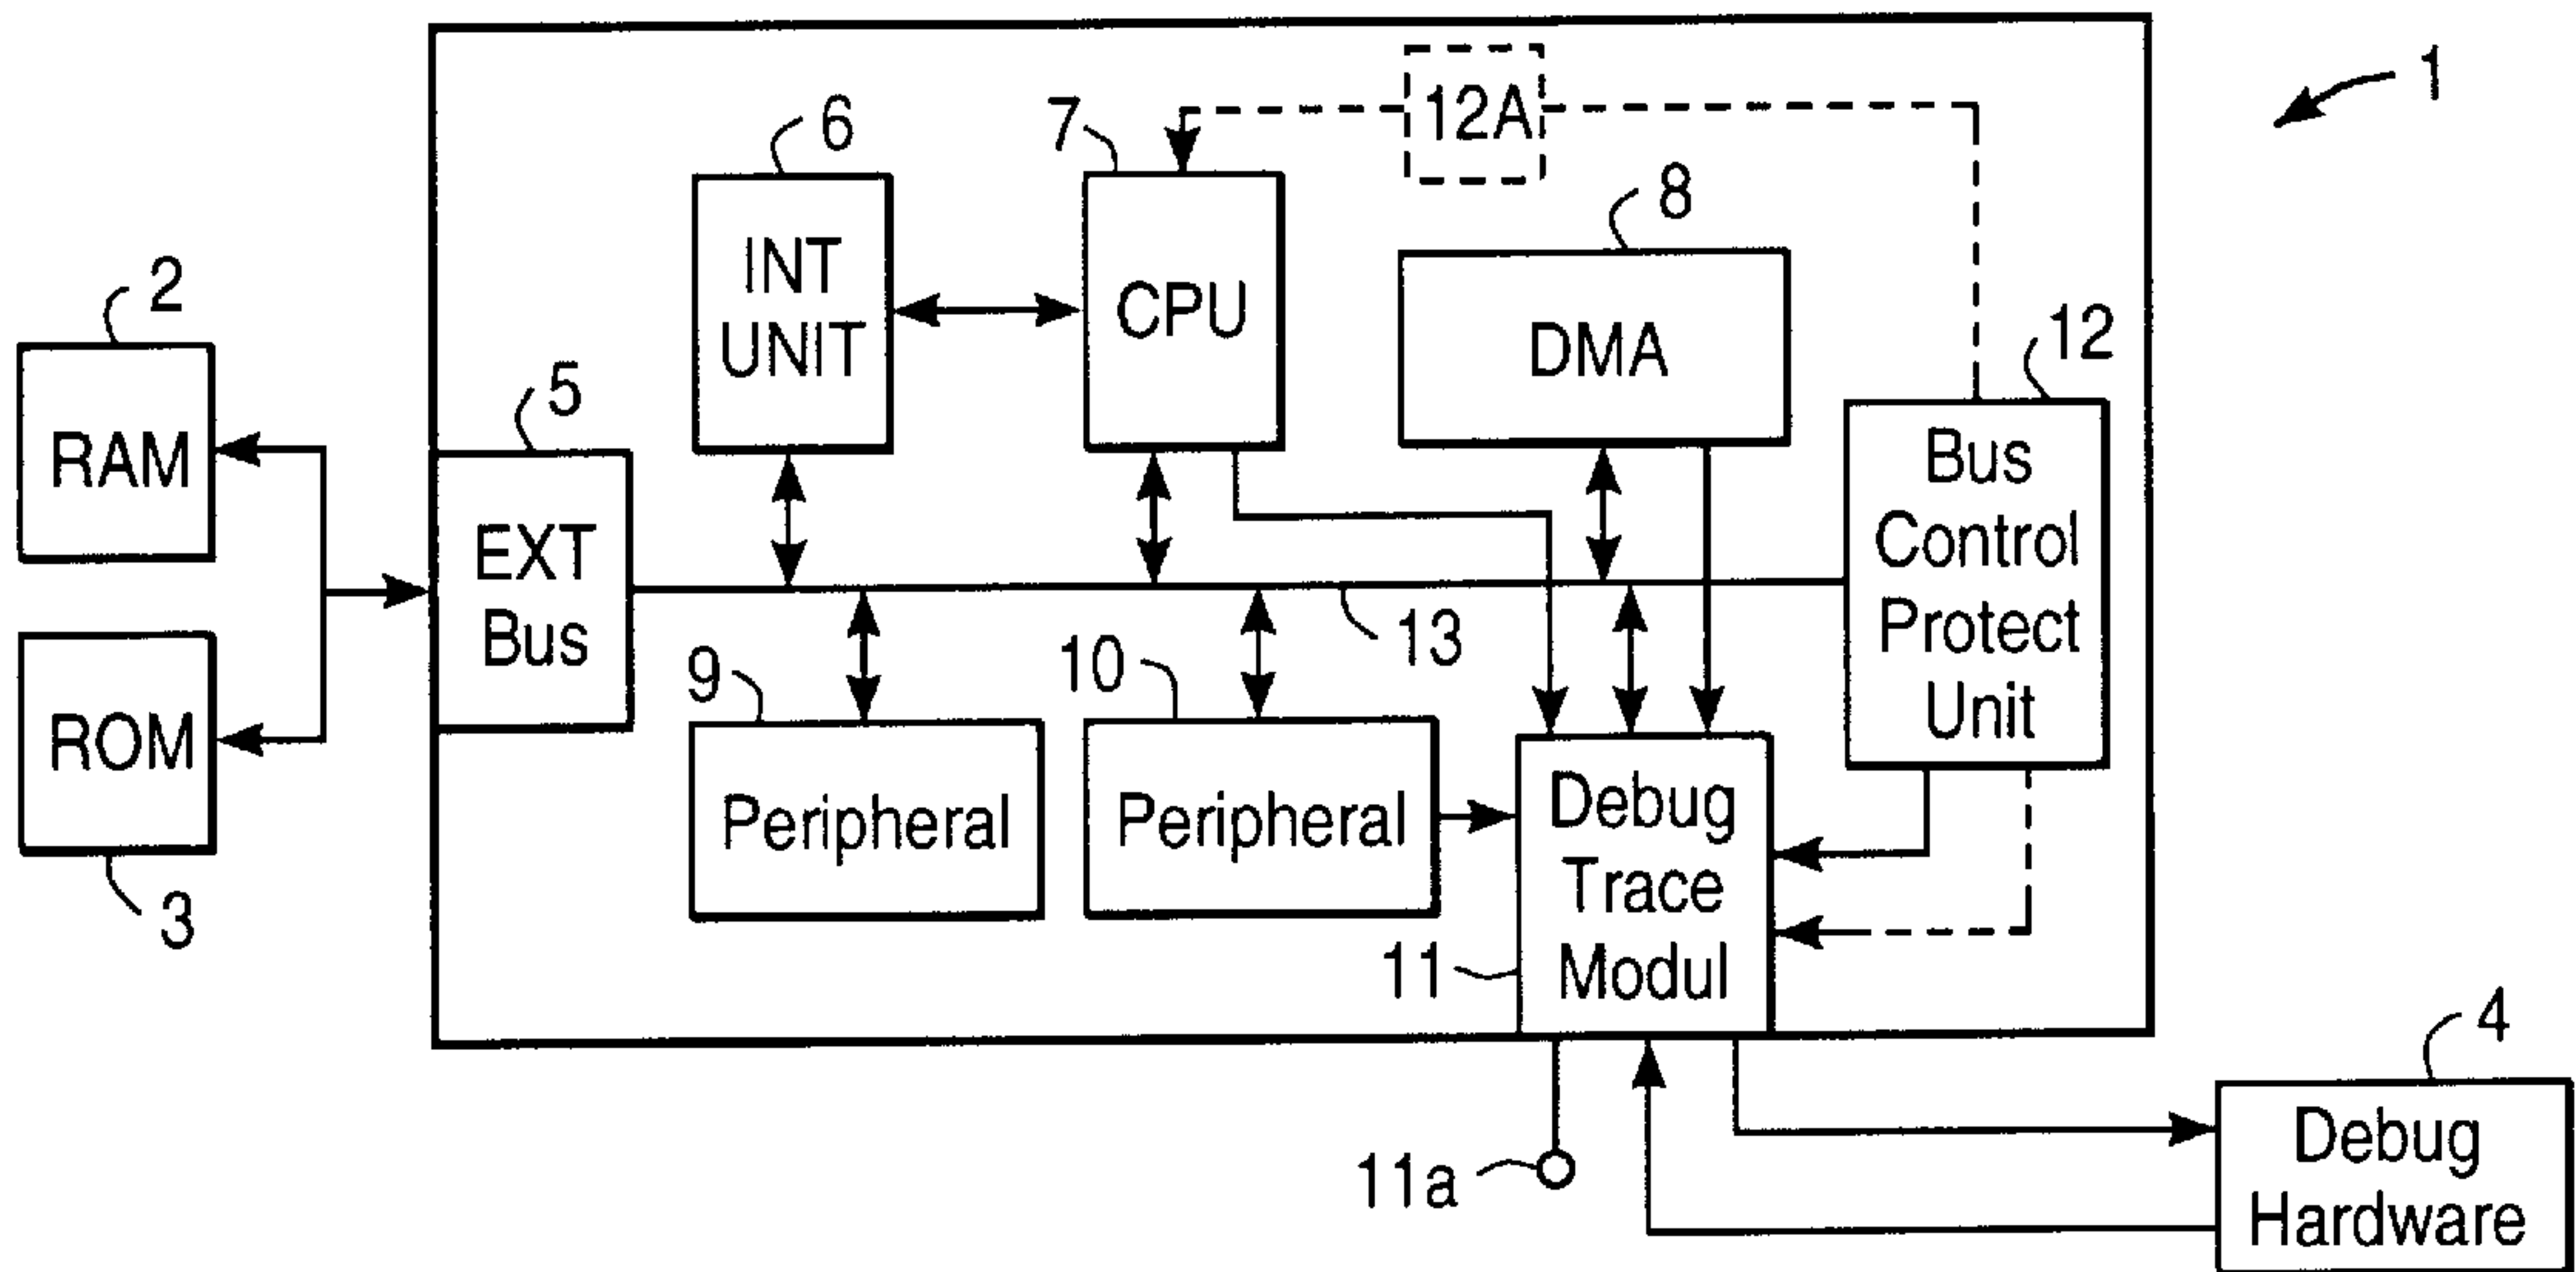 1
12A
6
7
INT
UNIT
CPU
8
DMA
2
RAM
5
EXT
Bus
12
Bus
Control
Protect
Unit
3
ROM
13
9
Peripheral
10
Peripheral
11
Debug
Trace
Modul
11a
4
Debug
Hardware